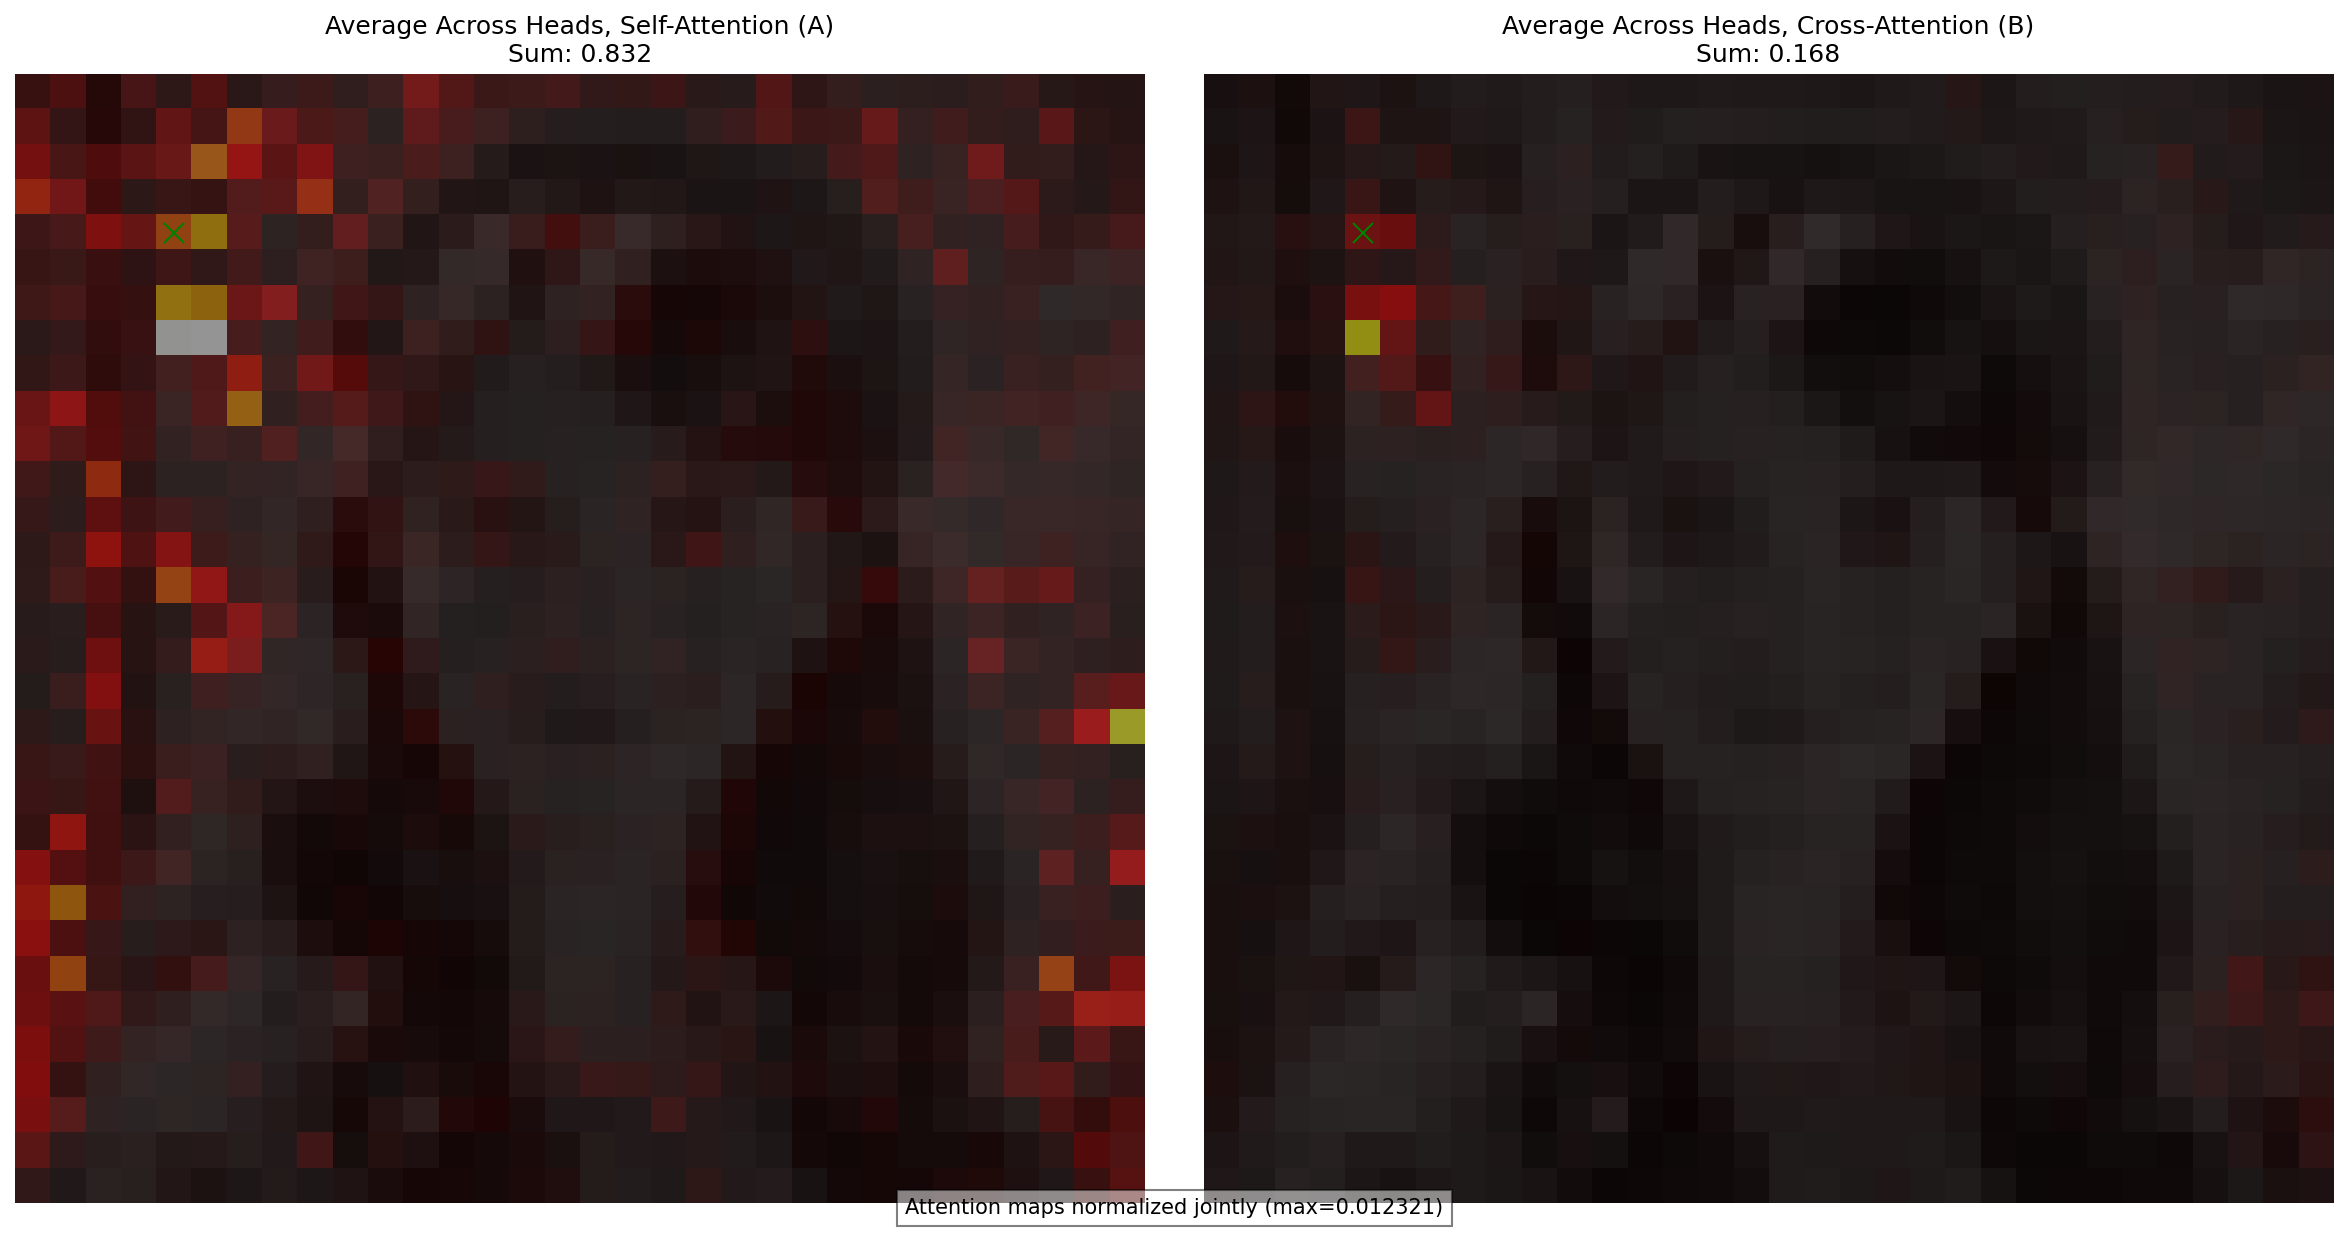 Average Across Heads, Self-Attention (A)
Sum: 0.832
Average Across Heads, Cross-Attention (B)
Sum: 0.168
Attention maps normalized jointly (max=0.012321)